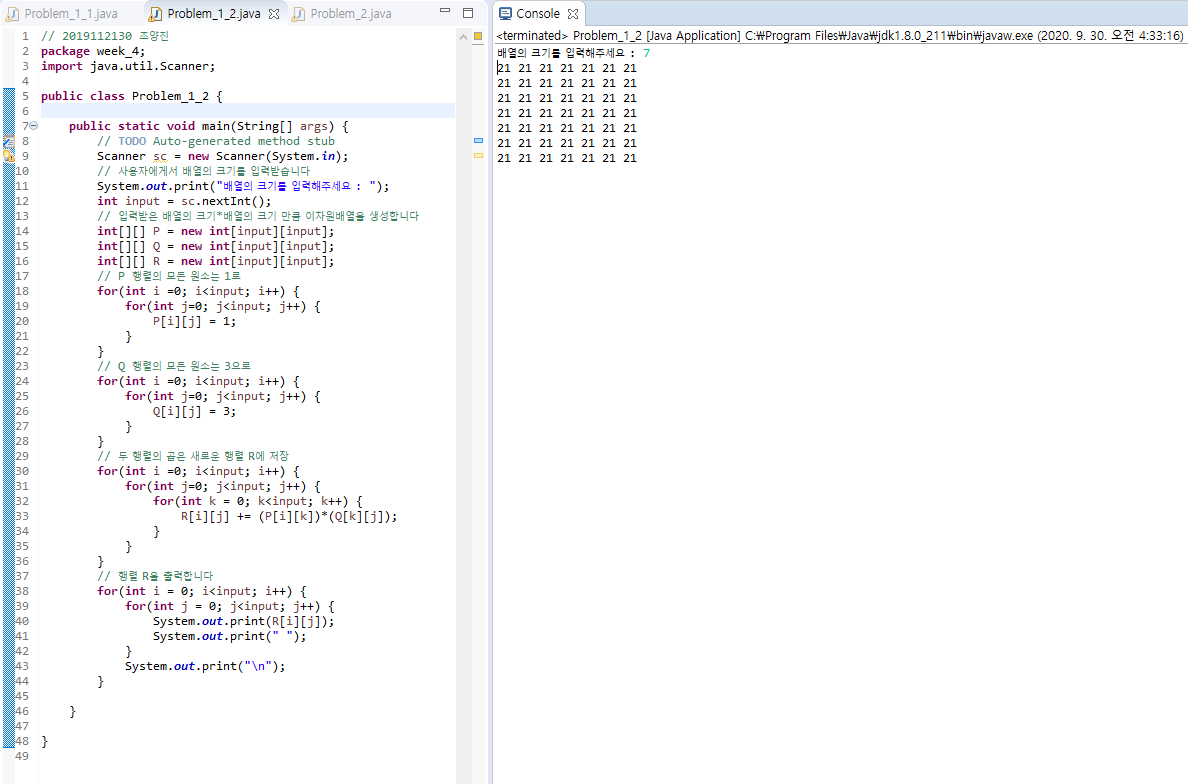 Problem_1_1.java Problem_1_2.java Problem_2.java
1 // 2019112130 조양진
2 package week_4;
3 import java.util.Scanner;
4
5 public class Problem_1_2 {
6
7     public static void main(String[] args) {
8         // TODO Auto-generated method stub
9         Scanner sc = new Scanner(System.in);
10         // 사용자에게서 배열의 크기를 입력받습니다
11         System.out.print("배열의 크기를 입력해주세요 : ");
12         int input = sc.nextInt();
13         // 입력받은 배열의 크기*배열의 크기 만큼 이차원배열을 생성합니다
14         int[][] P = new int[input][input];
15         int[][] Q = new int[input][input];
16         int[][] R = new int[input][input];
17         // P 행렬의 모든 원소는 1로
18         for(int i =0; i<input; i++) {
19             for(int j=0; j<input; j++) {
20                 P[i][j] = 1;
21             }
22         }
23         // Q 행렬의 모든 원소는 3으로
24         for(int i =0; i<input; i++) {
25             for(int j=0; j<input; j++) {
26                 Q[i][j] = 3;
27             }
28         }
29         // 두 행렬의 곱은 새로운 행렬 R에 저장
30         for(int i =0; i<input; i++) {
31             for(int j=0; j<input; j++) {
32                 for(int k = 0; k<input; k++) {
33                     R[i][j] += (P[i][k])*(Q[k][j]);
34                 }
35             }
36         }
37         // 행렬 R을 출력합니다
38         for(int i = 0; i<input; i++) {
39             for(int j = 0; j<input; j++) {
40                 System.out.print(R[i][j]);
41                 System.out.print(" ");
42             }
43             System.out.print("\n");
44         }
45
46     }
47
48 }
49
Console
<terminated> Problem_1_2 [Java Application] C:₩Program Files₩Java₩jdk1.8.0_211₩bin₩javaw.exe (2020. 9. 30. 오전 4:33:16)
배열의 크기를 입력해주세요 : 7
21 21 21 21 21 21 21
21 21 21 21 21 21 21
21 21 21 21 21 21 21
21 21 21 21 21 21 21
21 21 21 21 21 21 21
21 21 21 21 21 21 21
21 21 21 21 21 21 21